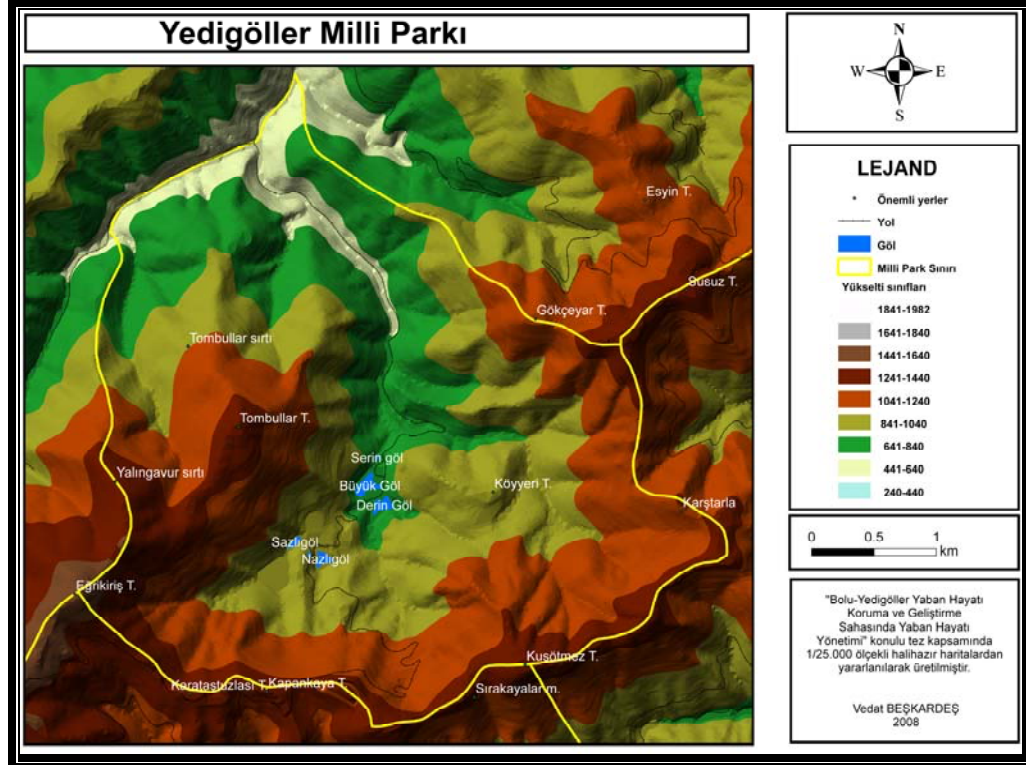 Yedigöller Milli Parkı
N
W E
S
Esyin T.
Susuz T.
Gökçeyar T.
Tombullar sırtı
Tombullar T.
Serin göl
Yalıngavur sırtı
Büyük Göl
Köyyeri T.
Derin Göl
Karştarla
Sazlıgöl
Nazlıgöl
Eğrikiriş T.
Kuşötmez T.
Karataştuzlası T.
Kapankaya T.
Sırakayalar m.
LEJAND
Önemli yerler
Yol
Göl
Milli Park Sınırı
Yükselti sınıfları
1841-1982
1641-1840
1441-1640
1241-1440
1041-1240
841-1040
641-840
441-640
240-440
0 0.5 1
km
"Bolu-Yedigöller Yaban Hayatı
Koruma ve Geliştirme
Sahasında Yaban Hayatı
Yönetimi" konulu tez kapsamında
1/25.000 ölçekli halihazır haritalardan
yararlanılarak üretilmiştir.
Vedat BEŞKARDEŞ
2008